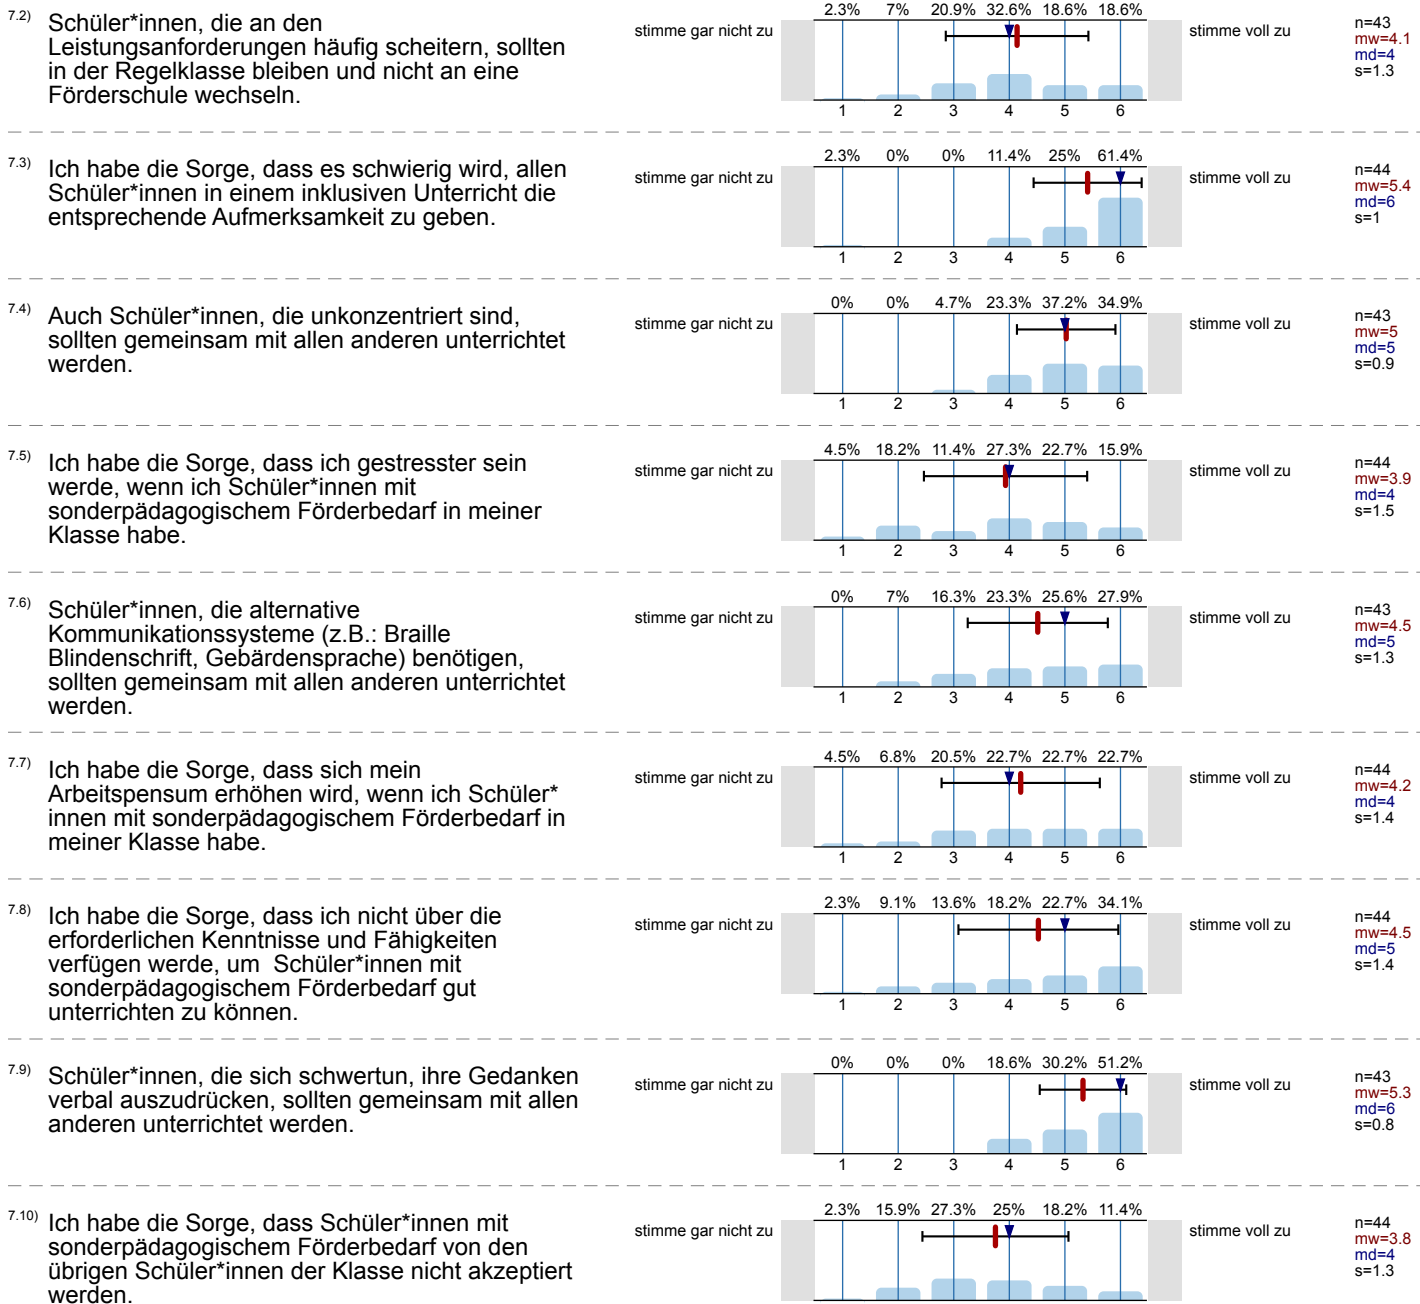 7.2) Schüler*innen, die an den
Leistungsanforderungen häufig scheitern, sollten
in der Regelklasse bleiben und nicht an eine
Förderschule wechseln.
stimme gar nicht zu
2.3% 7% 20.9% 32.6% 18.6% 18.6%
1 2 3 4 5 6
stimme voll zu
n=43
mw=4.1
md=4
s=1.3
7.3) Ich habe die Sorge, dass es schwierig wird, allen
Schüler*innen in einem inklusiven Unterricht die
entsprechende Aufmerksamkeit zu geben.
stimme gar nicht zu
2.3% 0% 0% 11.4% 25% 61.4%
1 2 3 4 5 6
stimme voll zu
n=44
mw=5.4
md=6
s=1
7.4) Auch Schüler*innen, die unkonzentriert sind,
sollten gemeinsam mit allen anderen unterrichtet
werden.
stimme gar nicht zu
0% 0% 4.7% 23.3% 37.2% 34.9%
1 2 3 4 5 6
stimme voll zu
n=43
mw=5
md=5
s=0.9
7.5) Ich habe die Sorge, dass ich gestresster sein
werde, wenn ich Schüler*innen mit
sonderpädagogischem Förderbedarf in meiner
Klasse habe.
stimme gar nicht zu
4.5% 18.2% 11.4% 27.3% 22.7% 15.9%
1 2 3 4 5 6
stimme voll zu
n=44
mw=3.9
md=4
s=1.5
7.6) Schüler*innen, die alternative
Kommunikationssysteme (z.B.: Braille
Blindenschrift, Gebärdensprache) benötigen,
sollten gemeinsam mit allen anderen unterrichtet
werden.
stimme gar nicht zu
0% 7% 16.3% 23.3% 25.6% 27.9%
1 2 3 4 5 6
stimme voll zu
n=43
mw=4.5
md=5
s=1.3
7.7) Ich habe die Sorge, dass sich mein
Arbeitspensum erhöhen wird, wenn ich Schüler*
innen mit sonderpädagogischem Förderbedarf in
meiner Klasse habe.
stimme gar nicht zu
4.5% 6.8% 20.5% 22.7% 22.7% 22.7%
1 2 3 4 5 6
stimme voll zu
n=44
mw=4.2
md=4
s=1.4
7.8) Ich habe die Sorge, dass ich nicht über die
erforderlichen Kenntnisse und Fähigkeiten
verfügen werde, um Schüler*innen mit
sonderpädagogischem Förderbedarf gut
unterrichten zu können.
stimme gar nicht zu
2.3% 9.1% 13.6% 18.2% 22.7% 34.1%
1 2 3 4 5 6
stimme voll zu
n=44
mw=4.5
md=5
s=1.4
7.9) Schüler*innen, die sich schwertun, ihre Gedanken
verbal auszudrücken, sollten gemeinsam mit allen
anderen unterrichtet werden.
stimme gar nicht zu
0% 0% 0% 18.6% 30.2% 51.2%
1 2 3 4 5 6
stimme voll zu
n=43
mw=5.3
md=6
s=0.8
7.10) Ich habe die Sorge, dass Schüler*innen mit
sonderpädagogischem Förderbedarf von den
übrigen Schüler*innen der Klasse nicht akzeptiert
werden.
stimme gar nicht zu
2.3% 15.9% 27.3% 25% 18.2% 11.4%
stimme voll zu
n=44
mw=3.8
md=4
s=1.3